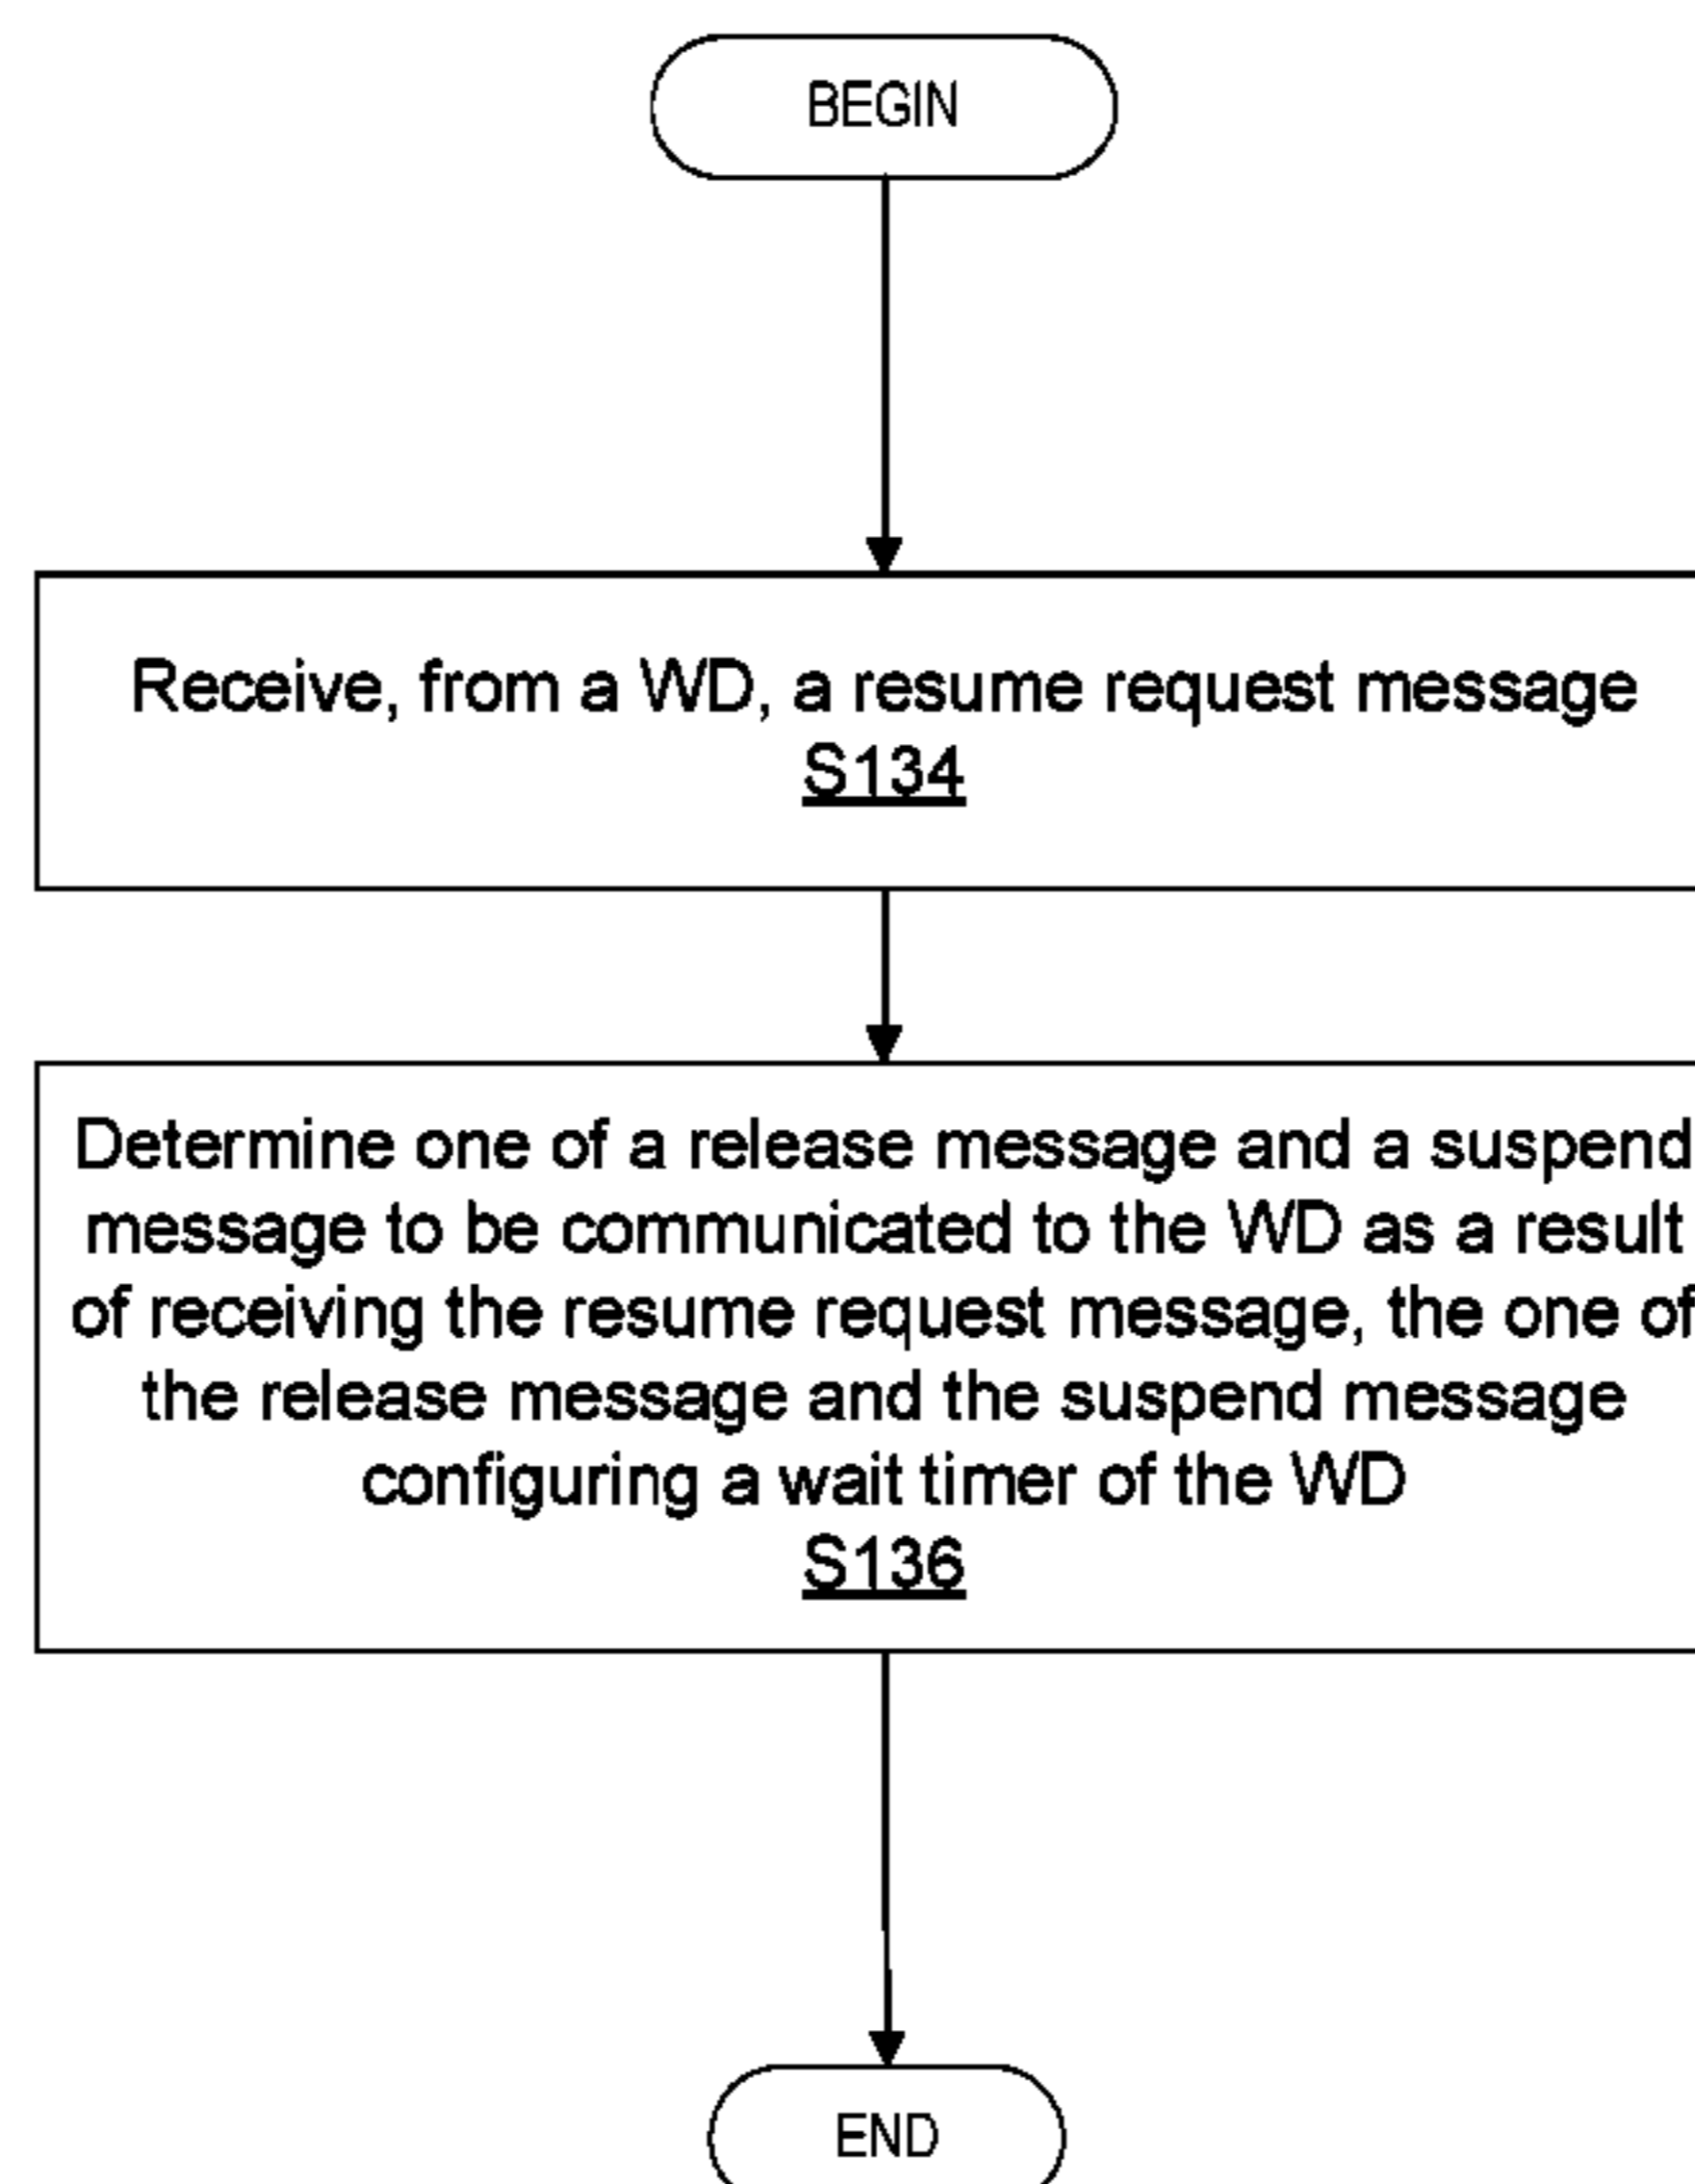 BEGIN
Receive, from a WD, a resume request message
S134
Determine one of a release message and a suspend
message to be communicated to the WD as a result
of receiving the resume request message, the one of
the release message and the suspend message
configuring a wait timer of the WD
S136
END